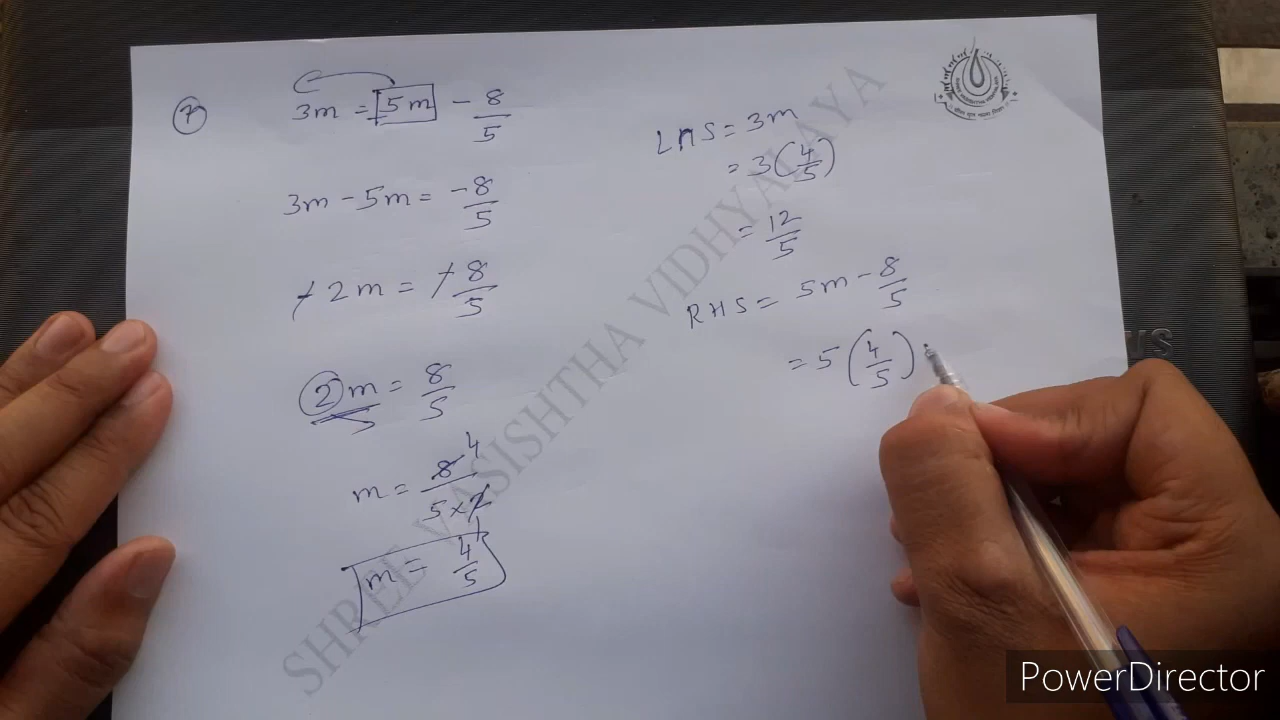 7
3m = 5m - 8/5
3m - 5m = -8/5
-2m = -8/5
2m = 8/5
m = 8/5×2 4 1
m = 4/5
LHS = 3m
= 3(4/5)
= 12/5
RHS = 5m - 8/5
= 5(4/5)
SHREE VASISHTHA VIDHYALAYA
PowerDirector